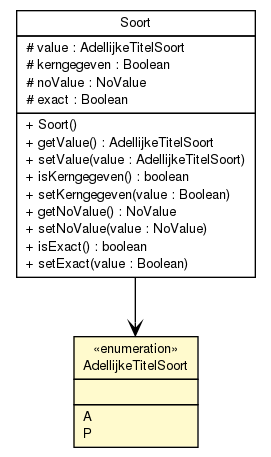 Soort
# value : AdellijkeTitelSoort
# kerngegeven : Boolean
# noValue : NoValue
# exact : Boolean
+ Soort()
+ getValue() : AdellijkeTitelSoort
+ setValue(value : AdellijkeTitelSoort)
+ isKerngegeven() : boolean
+ setKerngegeven(value : Boolean)
+ getNoValue() : NoValue
+ setNoValue(value : NoValue)
+ isExact() : boolean
+ setExact(value : Boolean)
«enumeration»
AdellijkeTitelSoort
A
P